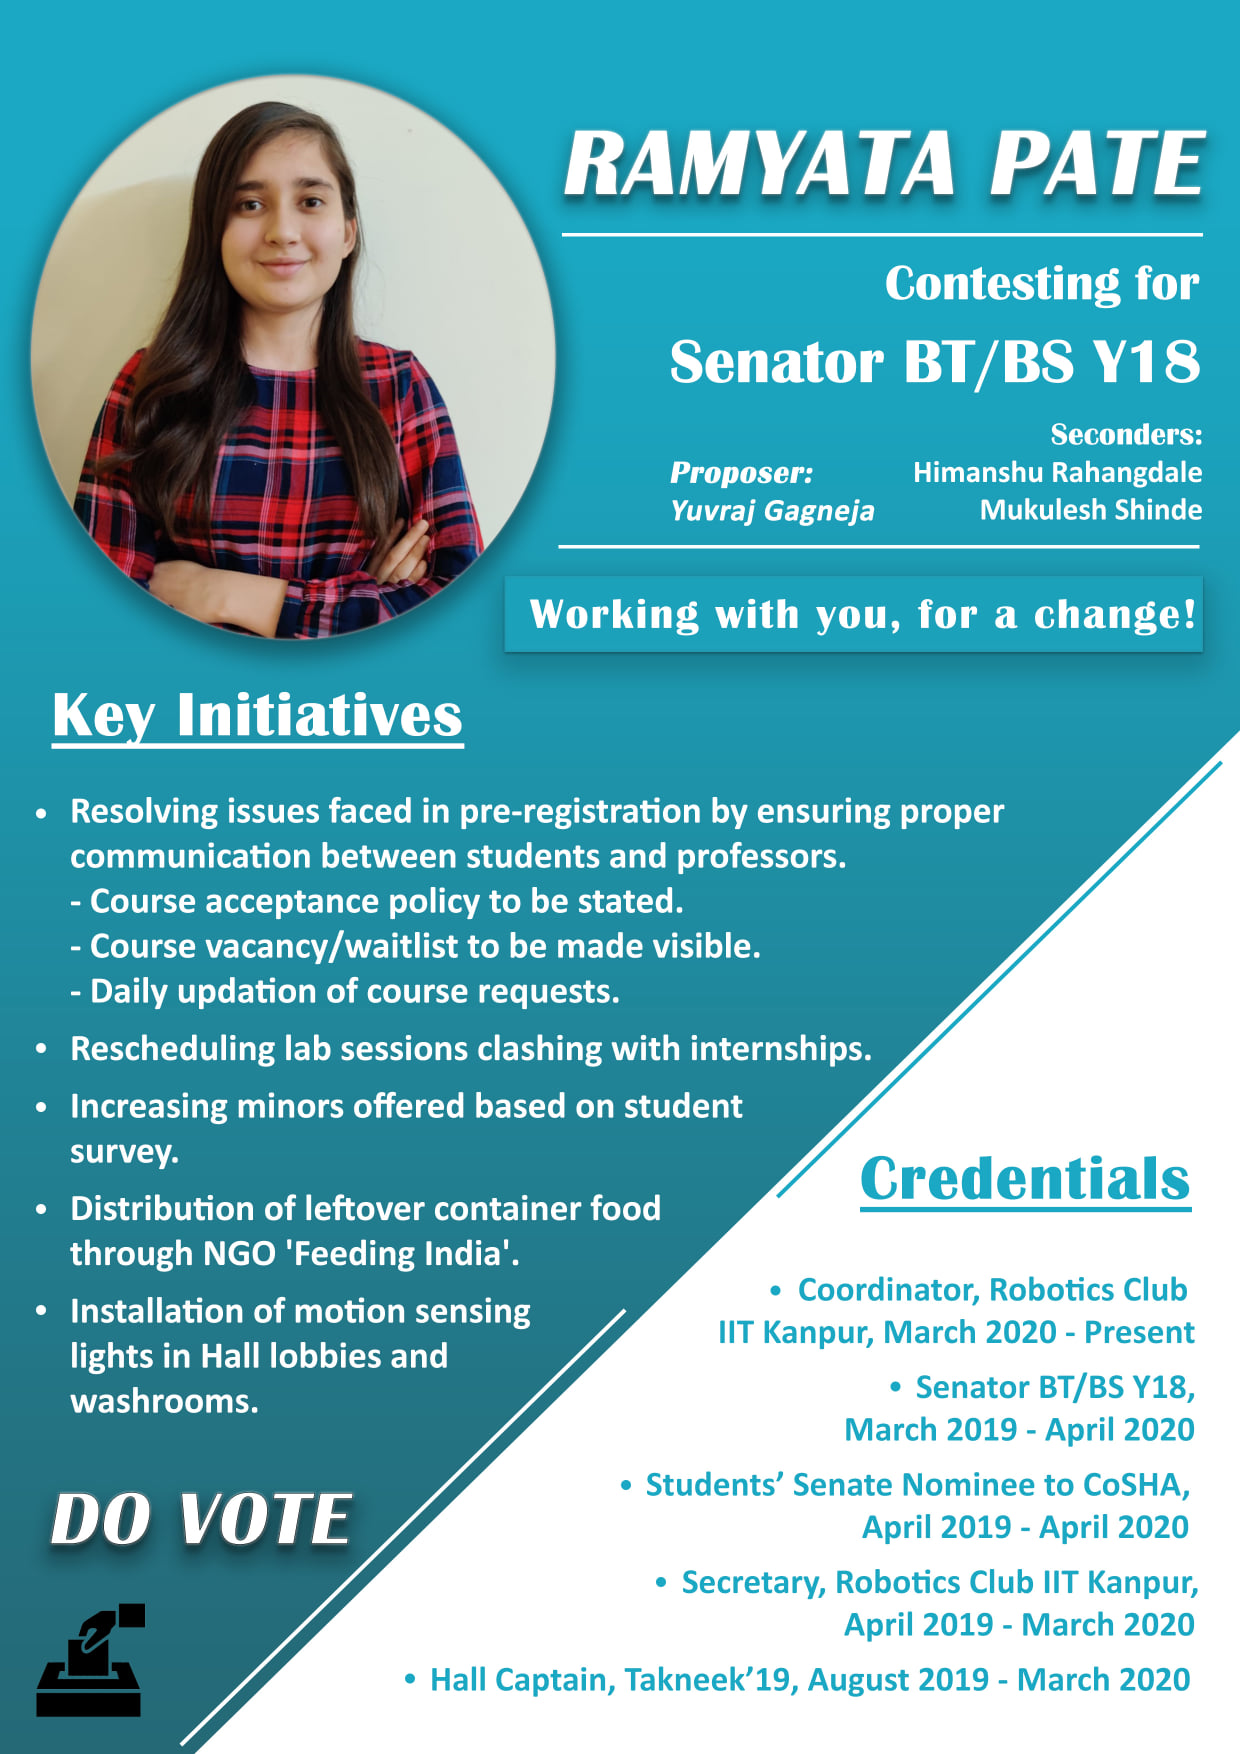 RAMYATA PATE
Contesting for
Senator BT/BS Y18
Proposer:
Yuvraj Gagneja
Seconders:
Himanshu Rahangdale
Mukulesh Shinde
Working with you, for a change!
Key Initiatives
• Resolving issues faced in pre-registration by ensuring proper
communication between students and professors.
- Course acceptance policy to be stated.
- Course vacancy/waitlist to be made visible.
- Daily updation of course requests.
• Rescheduling lab sessions clashing with internships.
• Increasing minors offered based on student
survey.
• Distribution of leftover container food
through NGO 'Feeding India'.
• Installation of motion sensing
lights in Hall lobbies and
washrooms.
DO VOTE
Credentials
• Coordinator, Robotics Club
IIT Kanpur, March 2020 - Present
• Senator BT/BS Y18,
March 2019 - April 2020
• Students’ Senate Nominee to CoSHA,
April 2019 - April 2020
• Secretary, Robotics Club IIT Kanpur,
April 2019 - March 2020
• Hall Captain, Takneek’19, August 2019 - March 2020